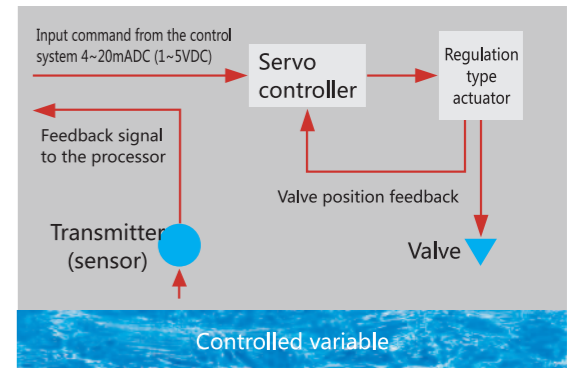 Input command from the control
system 4~20mADC (1~5VDC)
Servo
controller
Regulation
type
actuator
Feedback signal
to the processor
Valve position feedback
Transmitter
(sensor)
Valve
Controlled variable